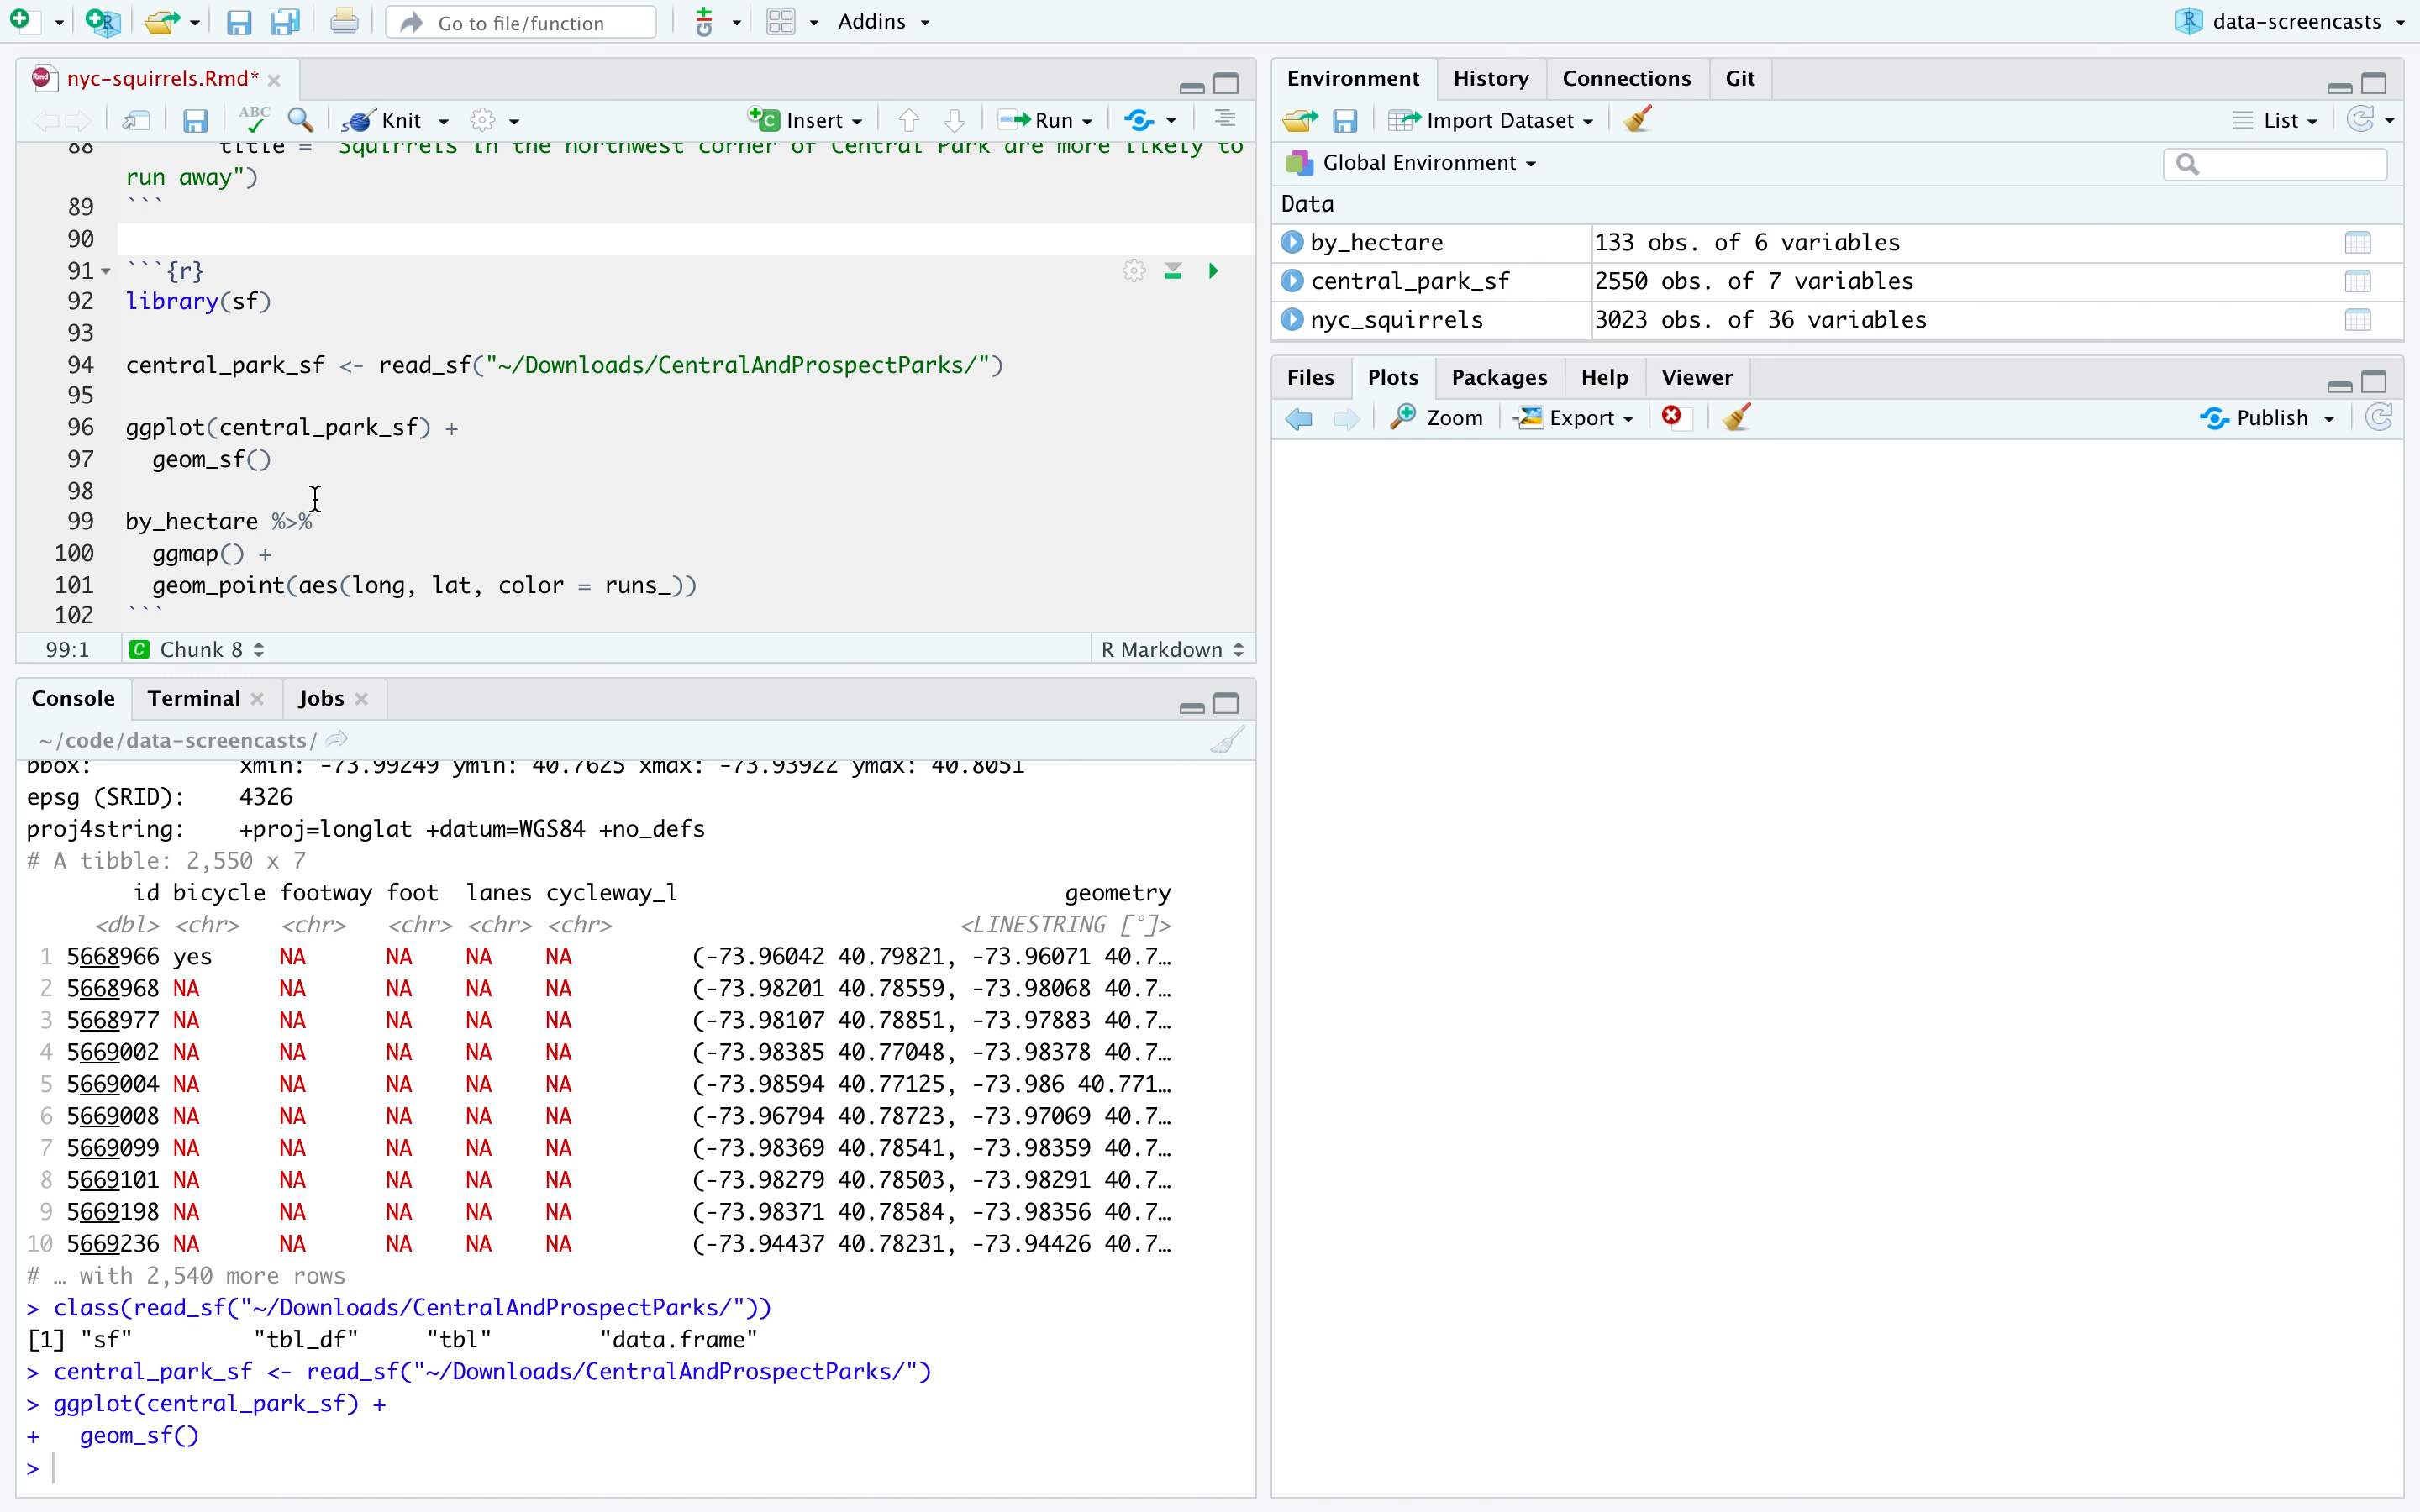 Go to file/function
Addins
data-screencasts
nyc-squirrels.Rmd*
ABC
Knit
Insert
Run
88 title = "Squirrels in the northwest corner of Central Park are more likely to
run away")
89 ```
90
91 ```{r}
92 library(sf)
93
94 central_park_sf <- read_sf("~/Downloads/CentralAndProspectParks/")
95
96 ggplot(central_park_sf) +
97 geom_sf()
98
99 by_hectare %>%
100 ggmap() +
101 geom_point(aes(long, lat, color = runs_))
102 ```
99:1 C Chunk 8 R Markdown
Console Terminal Jobs
~/code/data-screencasts/
bbox: xmin: -73.99249 ymin: 40.7625 xmax: -73.93922 ymax: 40.8051
epsg (SRID): 4326
proj4string: +proj=longlat +datum=WGS84 +no_defs
# A tibble: 2,550 x 7
id bicycle footway foot lanes cycleway_l geometry
<dbl> <chr> <chr> <chr> <chr> <chr> <LINESTRING [°]>
1 5668966 yes NA NA NA NA (-73.96042 40.79821, -73.96071 40.7…
2 5668968 NA NA NA NA NA (-73.98201 40.78559, -73.98068 40.7…
3 5668977 NA NA NA NA NA (-73.98107 40.78851, -73.97883 40.7…
4 5669002 NA NA NA NA NA (-73.98385 40.77048, -73.98378 40.7…
5 5669004 NA NA NA NA NA (-73.98594 40.77125, -73.986 40.771…
6 5669008 NA NA NA NA NA (-73.96794 40.78723, -73.97069 40.7…
7 5669099 NA NA NA NA NA (-73.98369 40.78541, -73.98359 40.7…
8 5669101 NA NA NA NA NA (-73.98279 40.78503, -73.98291 40.7…
9 5669198 NA NA NA NA NA (-73.98371 40.78584, -73.98356 40.7…
10 5669236 NA NA NA NA NA (-73.94437 40.78231, -73.94426 40.7…
# … with 2,540 more rows
> class(read_sf("~/Downloads/CentralAndProspectParks/"))
[1] "sf" "tbl_df" "tbl" "data.frame"
> central_park_sf <- read_sf("~/Downloads/CentralAndProspectParks/")
> ggplot(central_park_sf) +
+ geom_sf()
>
Environment History Connections Git
Import Dataset List
Global Environment
Data
by_hectare 133 obs. of 6 variables
central_park_sf 2550 obs. of 7 variables
nyc_squirrels 3023 obs. of 36 variables
Files Plots Packages Help Viewer
Zoom Export Publish